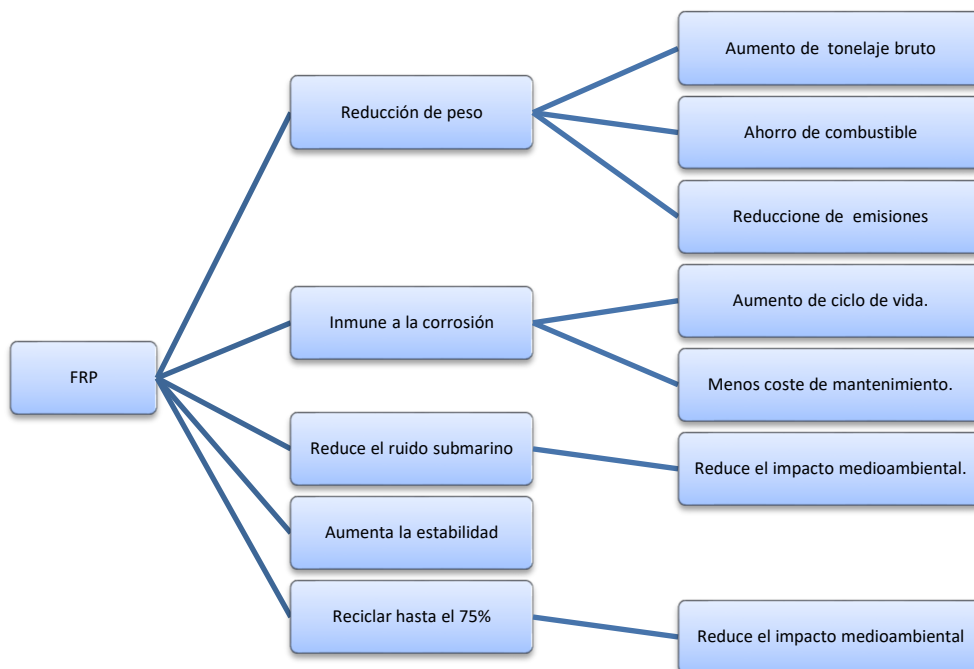 FRP
Reducción de peso
Aumento de tonelaje bruto
Ahorro de combustible
Reduccione de emisiones
Inmune a la corrosión
Aumento de ciclo de vida.
Menos coste de mantenimiento.
Reduce el ruido submarino
Reduce el impacto medioambiental.
Aumenta la estabilidad
Reciclar hasta el 75%
Reduce el impacto medioambiental